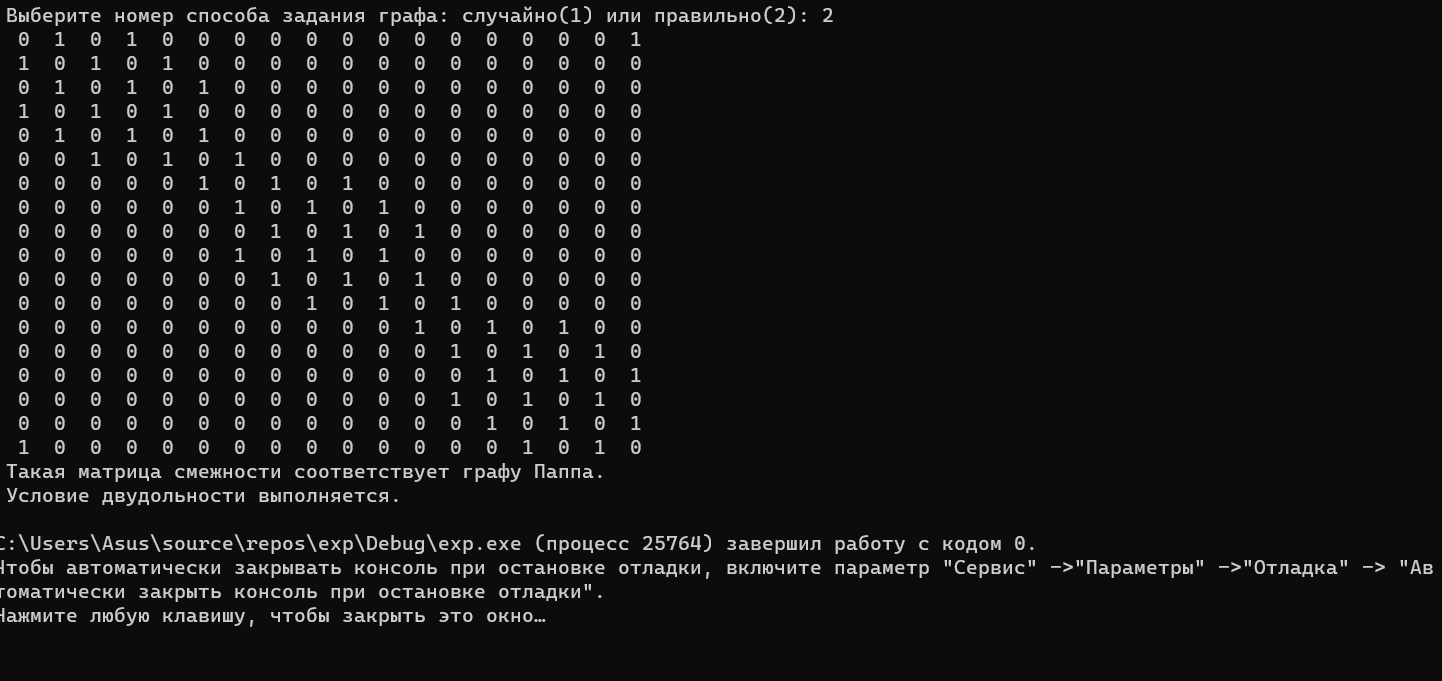 Выберите номер способа задания графа: случайно(1) или правильно(2): 2
0 1 0 1 0 0 0 0 0 0 0 0 0 0 0 0 0 1
1 0 1 0 1 0 0 0 0 0 0 0 0 0 0 0 0 0
0 1 0 1 0 1 0 0 0 0 0 0 0 0 0 0 0 0
1 0 1 0 1 0 0 0 0 0 0 0 0 0 0 0 0 0
0 1 0 1 0 1 0 0 0 0 0 0 0 0 0 0 0 0
0 0 1 0 1 0 1 0 0 0 0 0 0 0 0 0 0 0
0 0 0 0 0 1 0 1 0 1 0 0 0 0 0 0 0 0
0 0 0 0 0 0 1 0 1 0 1 0 0 0 0 0 0 0
0 0 0 0 0 0 0 1 0 1 0 1 0 0 0 0 0 0
0 0 0 0 0 0 1 0 1 0 1 0 0 0 0 0 0 0
0 0 0 0 0 0 0 1 0 1 0 1 0 0 0 0 0 0
0 0 0 0 0 0 0 0 1 0 1 0 1 0 0 0 0 0
0 0 0 0 0 0 0 0 0 0 0 1 0 1 0 1 0 0
0 0 0 0 0 0 0 0 0 0 0 0 1 0 1 0 1 0
0 0 0 0 0 0 0 0 0 0 0 0 0 1 0 1 0 1
0 0 0 0 0 0 0 0 0 0 0 0 1 0 1 0 1 0
0 0 0 0 0 0 0 0 0 0 0 0 0 1 0 1 0 1
1 0 0 0 0 0 0 0 0 0 0 0 0 0 1 0 1 0
Такая матрица смежности соответствует графу Паппа.
Условие двудольности выполняется.
C:\Users\Asus\source\repos\exp\Debug\exp.exe (процесс 25764) завершил работу с кодом 0.
Чтобы автоматически закрывать консоль при остановке отладки, включите параметр "Сервис" ->"Параметры" ->"Отладка" -> "Ав
томатически закрыть консоль при остановке отладки".
Нажмите любую клавишу, чтобы закрыть это окно…